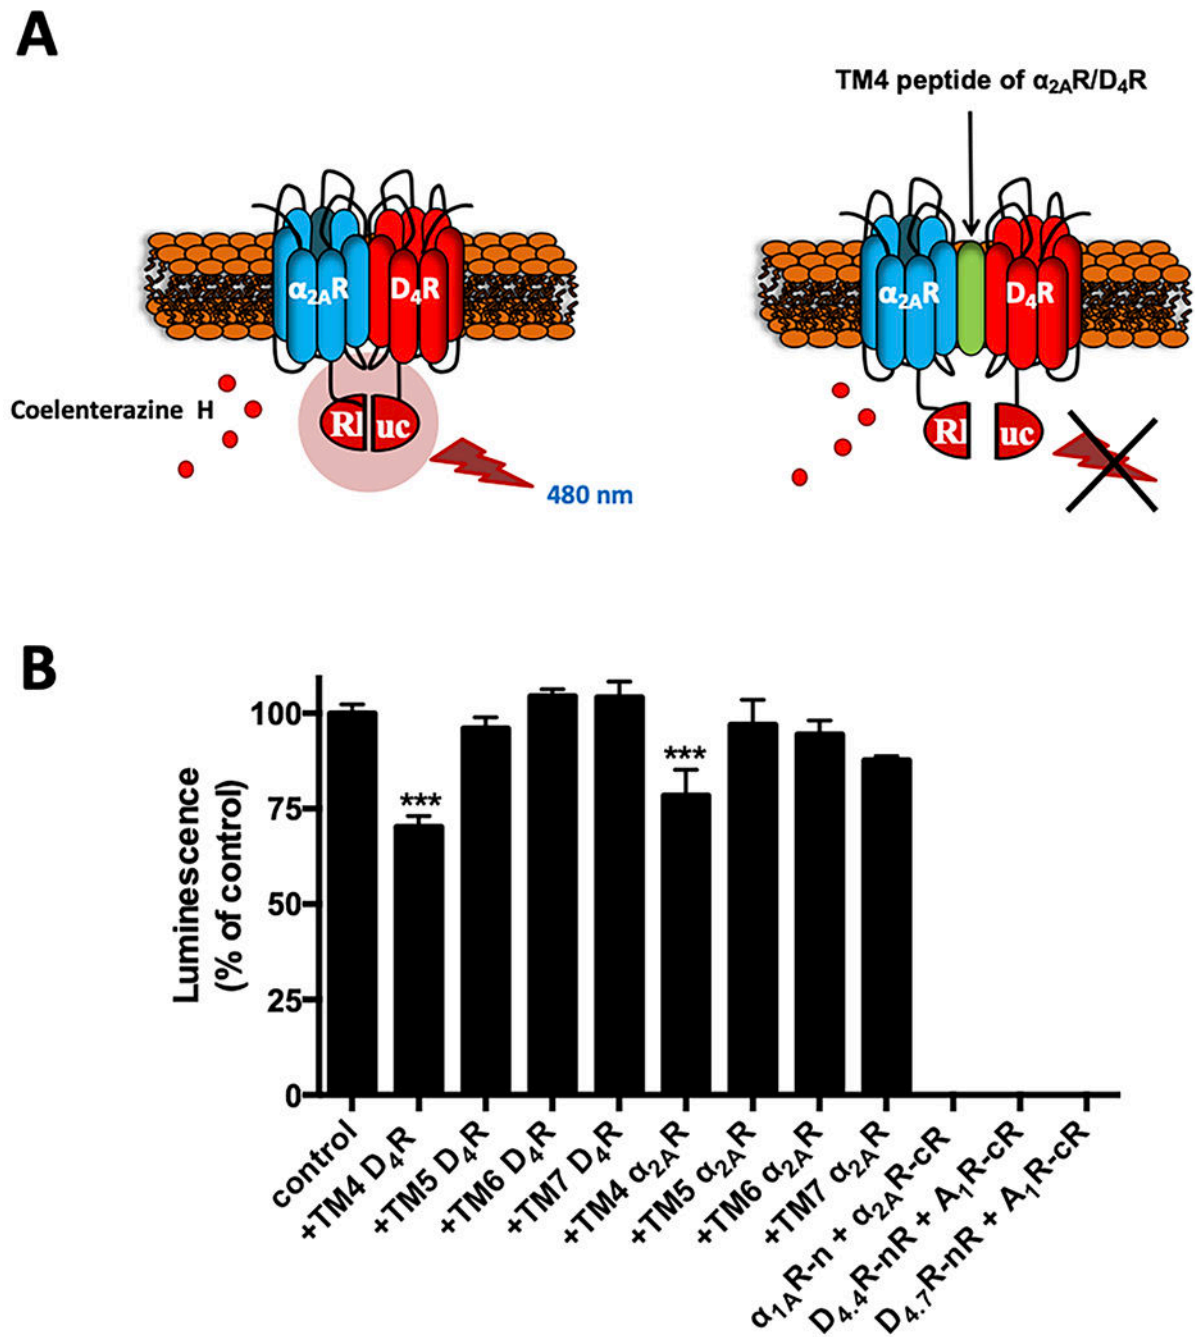 A
TM4 peptide of α₂ₐR/D₄R
α₂ₐR
D₄R
α₂ₐR
D₄R
Coelenterazine H
Rl
uc
Rl
uc
480 nm
B
Luminescence
(% of control)
100
75
50
25
0
***
***
control
+TM4 D₄R
+TM5 D₄R
+TM6 D₄R
+TM7 D₄R
+TM4 α₂ₐR
+TM5 α₂ₐR
+TM6 α₂ₐR
+TM7 α₂ₐR
α₁ₐR-n + α₂ₐR-cR
D₄.₄R-nR + A₁R-cR
D₄.₇R-nR + A₁R-cR